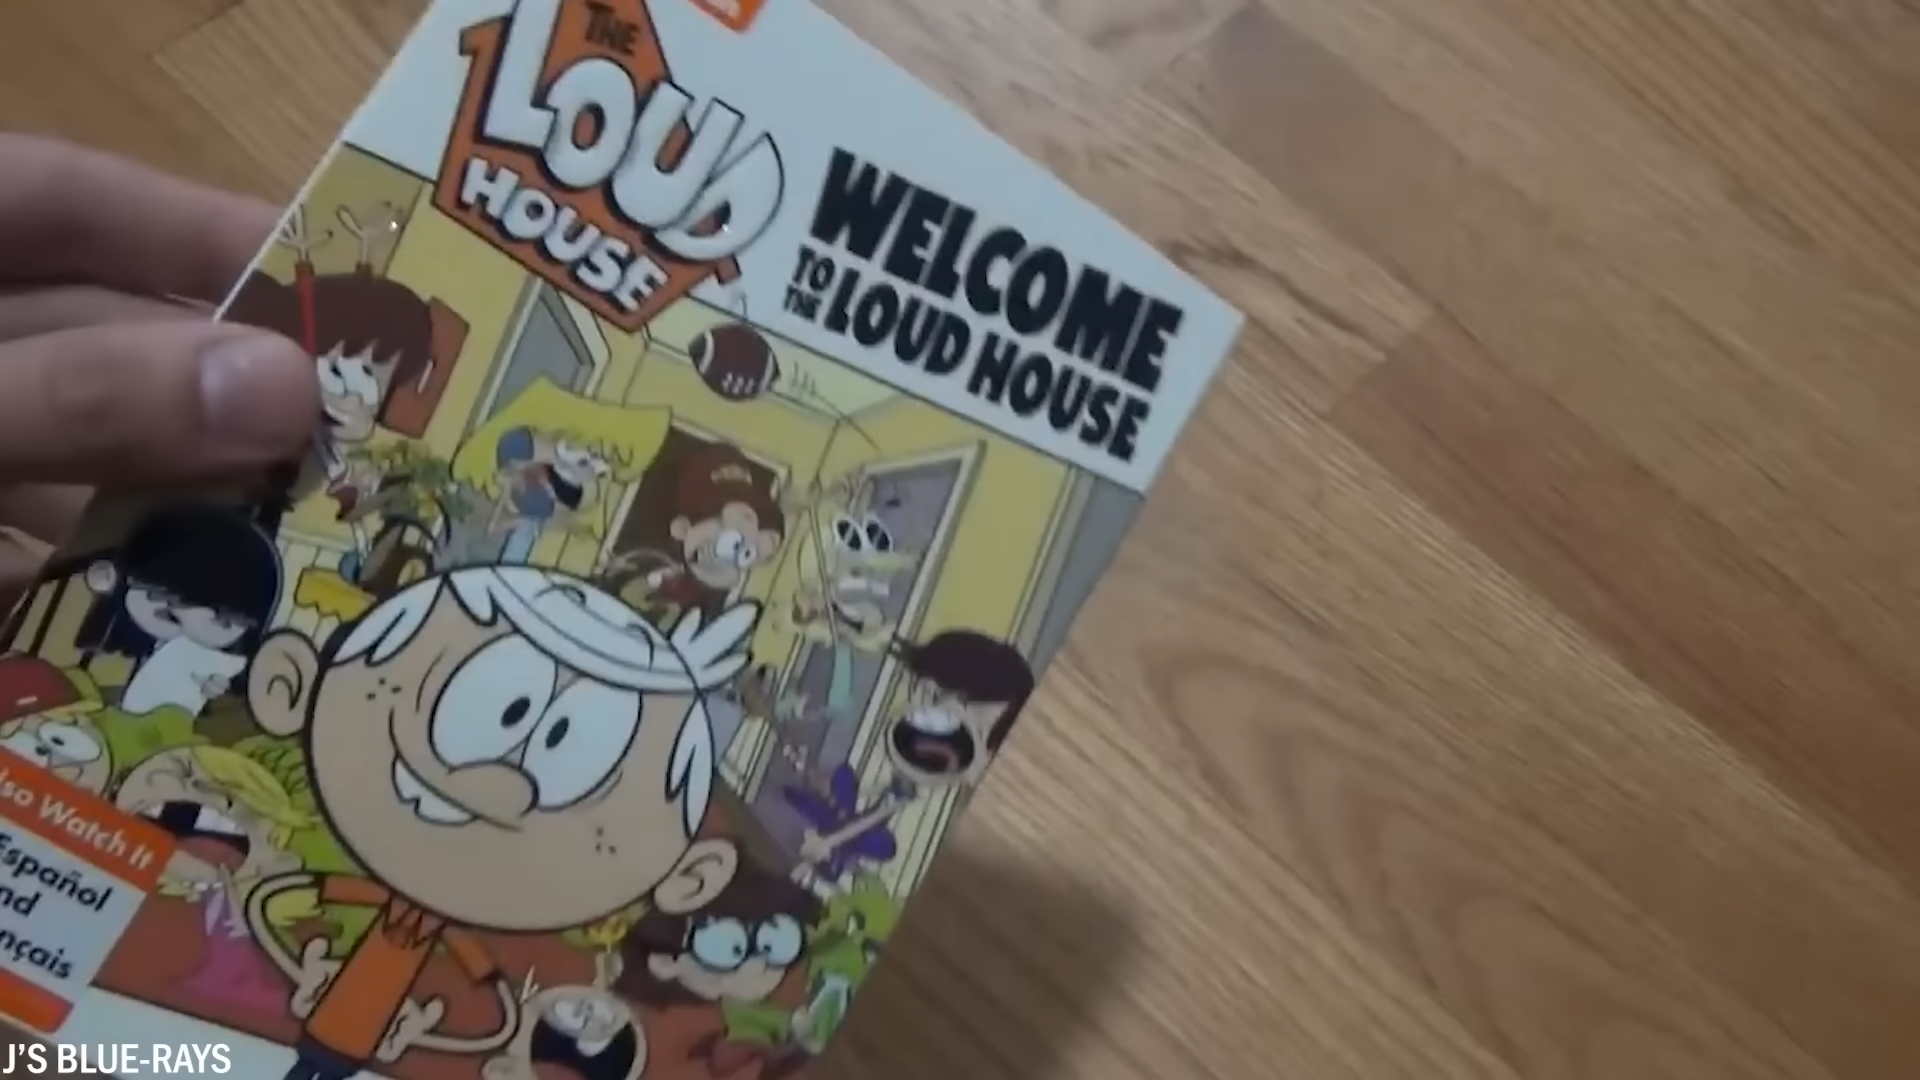 THE
LOUD
HOUSE
WELCOME
TO THE LOUD HOUSE
lso Watch it
Español
nd
nçais
J'S BLUE-RAYS